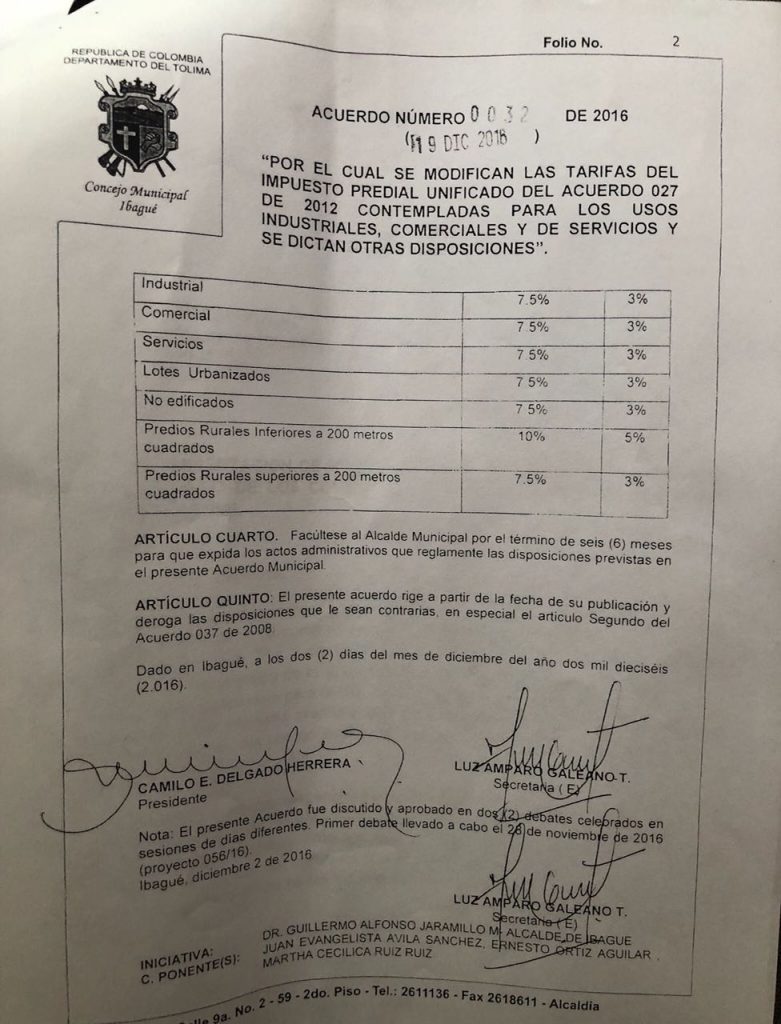 Folio No. 2
REPUBLICA DE COLOMBIA
DEPARTAMENTO DEL TOLIMA
Concejo Municipal
Ibagué
ACUERDO NÚMERO 0032 DE 2016
(19 DIC 2016)
“POR EL CUAL SE MODIFICAN LAS TARIFAS DEL
IMPUESTO PREDIAL UNIFICADO DEL ACUERDO 027
DE 2012 CONTEMPLADAS PARA LOS USOS
INDUSTRIALES, COMERCIALES Y DE SERVICIOS Y
SE DICTAN OTRAS DISPOSICIONES”.
Industrial 7.5% 3%
Comercial 7.5% 3%
Servicios 7.5% 3%
Lotes Urbanizados 7.5% 3%
No edificados 7.5% 3%
Predios Rurales Inferiores a 200 metros 10% 5%
cuadrados
Predios Rurales superiores a 200 metros 7.5% 3%
cuadrados
ARTÍCULO CUARTO. Facúltese al Alcalde Municipal por el término de seis (6) meses
para que expida los actos administrativos que reglamente las disposiciones previstas en
el presente Acuerdo Municipal.
ARTÍCULO QUINTO: El presente acuerdo rige a partir de la fecha de su publicación y
deroga las disposiciones que le sean contrarias, en especial el articulo Segundo del
Acuerdo 037 de 2008.
Dado en Ibagué, a los dos (2) días del mes de diciembre del año dos mil dieciséis
(2.016).
CAMILO E. DELGADO HERRERA
Presidente
LUZ AMPARO GALEANO T.
Secretaria (E)
Nota: El presente Acuerdo fue discutido y aprobado en dos (2) debates celebrados en
sesiones de días diferentes. Primer debate llevado a cabo el de noviembre de 2016
(proyecto 056/16).
Ibagué, diciembre 2 de 2016
LUZ AMPARO GALEANO T.
Secretaria (E)
INICIATIVA: DR. GUILLERMO ALFONSO JARAMILLO M- ALCALDE DE IBAGUE
C. PONENTE(S): JUAN EVANGELISTA AVILA SANCHEZ, ERNESTO ORTIZ AGUILAR,
MARTHA CECILICA RUIZ RUIZ
9a. No. 2 - 59 - 2do. Piso - Tel.: 2611136 - Fax 2618611 - Alcaldía